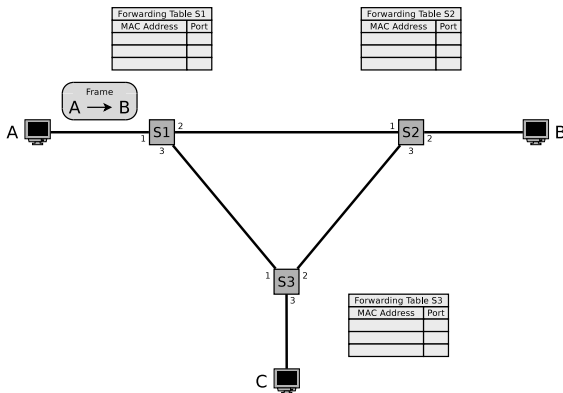 Forwarding Table S1
MAC Address Port
Forwarding Table S2
MAC Address Port
Frame
A B
A
1
S1
2
3
1
S2
2
3
B
1
S3
2
3
Forwarding Table S3
MAC Address Port
C